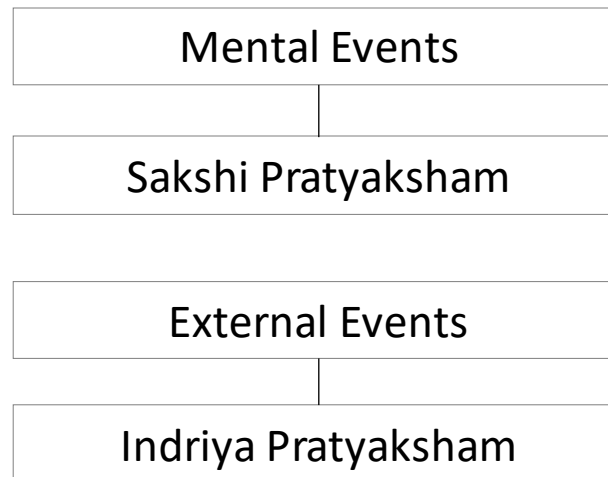 Mental Events
Sakshi Pratyaksham
External Events
Indriya Pratyaksham